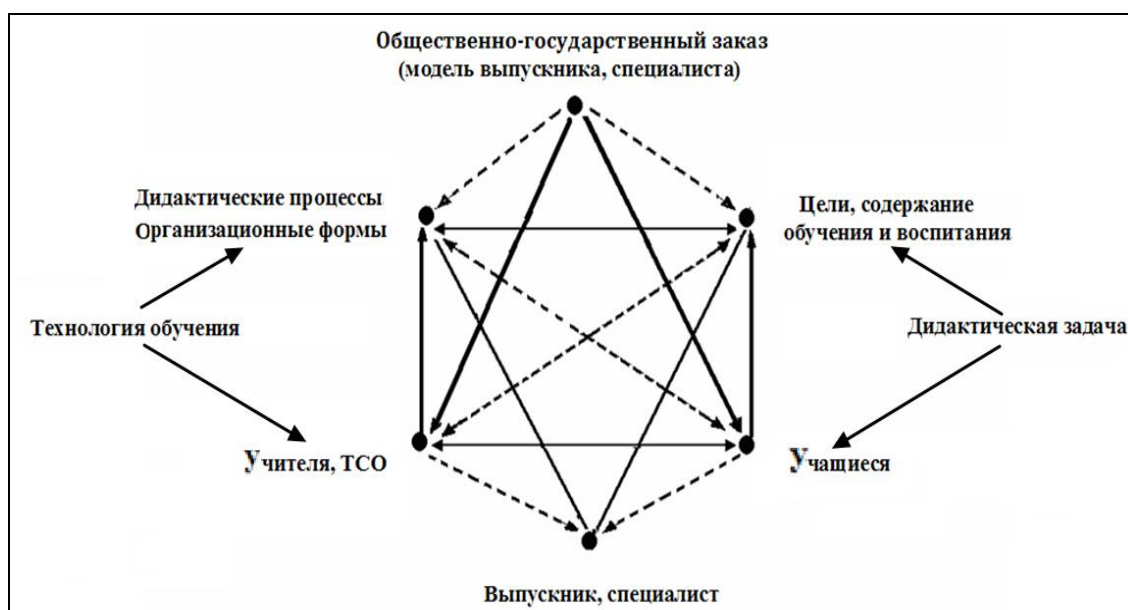 Общественно-государственный заказ
(модель выпускника, специалиста)
Дидактические процессы
Организационные формы
Цели, содержание
обучения и воспитания
Технология обучения
Дидактическая задача
Учителя, ТСО
Учащиеся
Выпускник, специалист